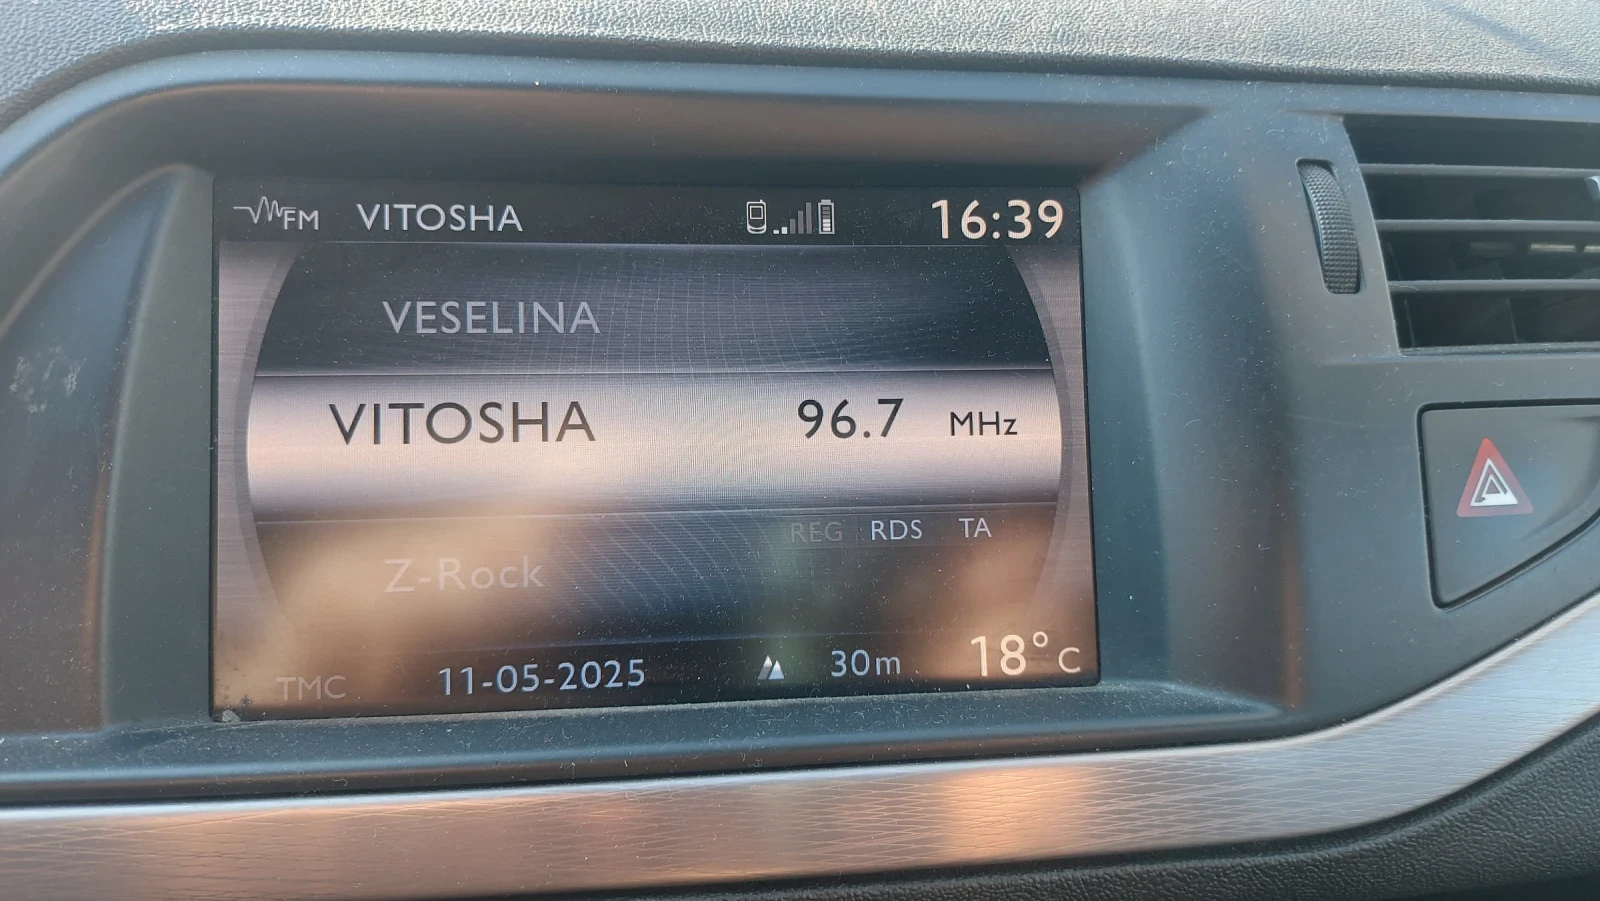 FM VITOSHA 16:39
VESELINA
VITOSHA 96.7 MHz
REG RDS TA
Z-Rock
TMC 11-05-2025 30m 18°C